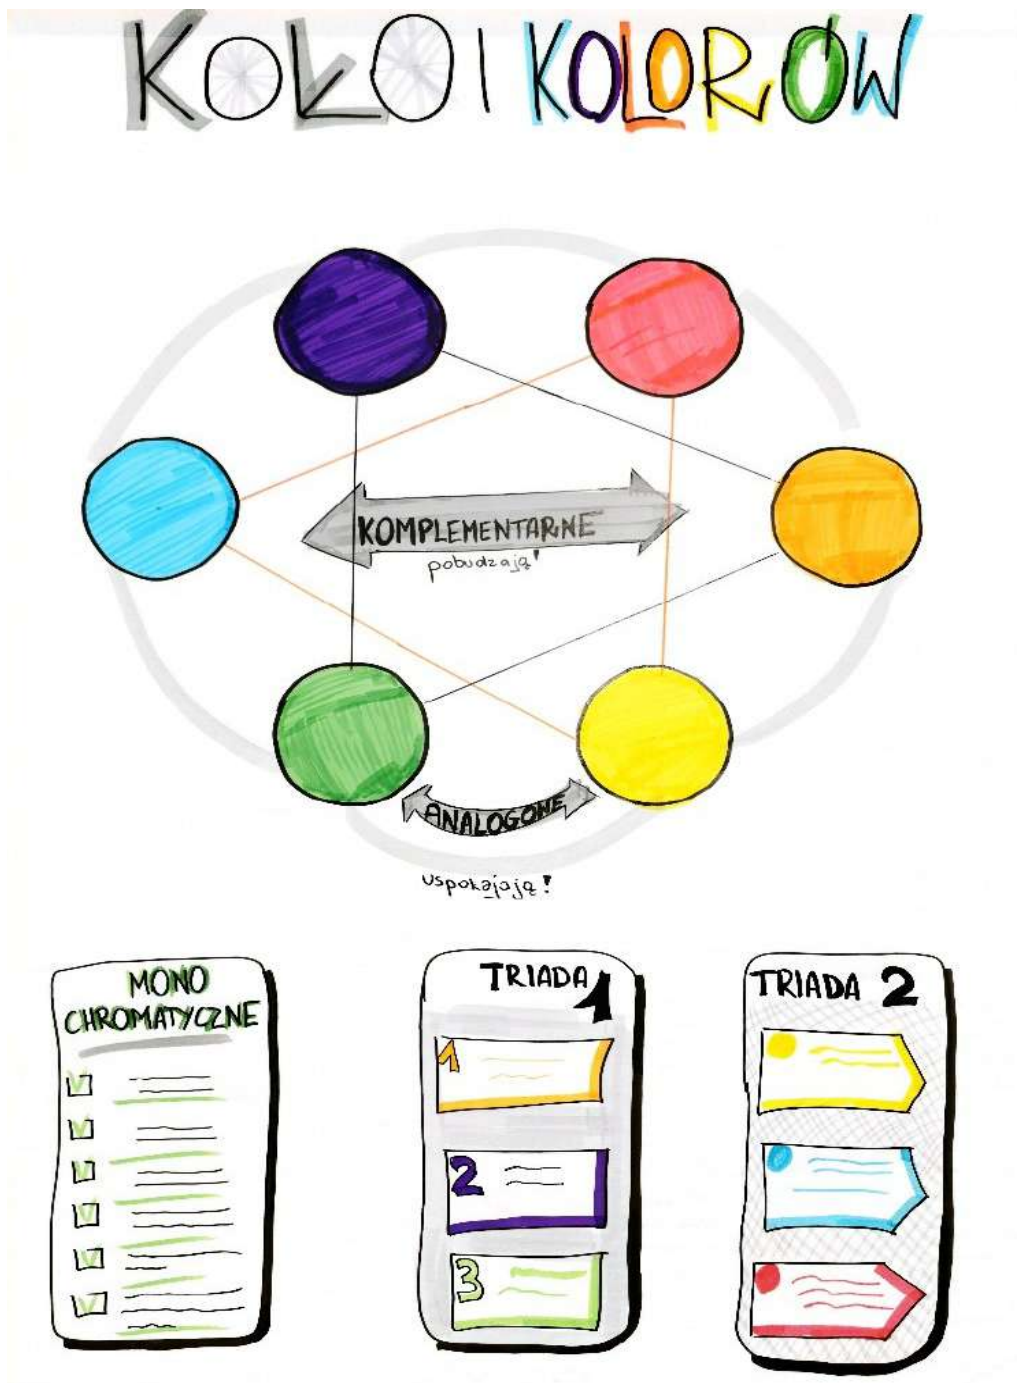 KOŁO I KOLORÓW
KOMPLEMENTARNE
pobudzają!
ANALOGONE
uspokajają!
MONO
CHROMATYCZNE
TRIADA 1
1
2
3
TRIADA 2